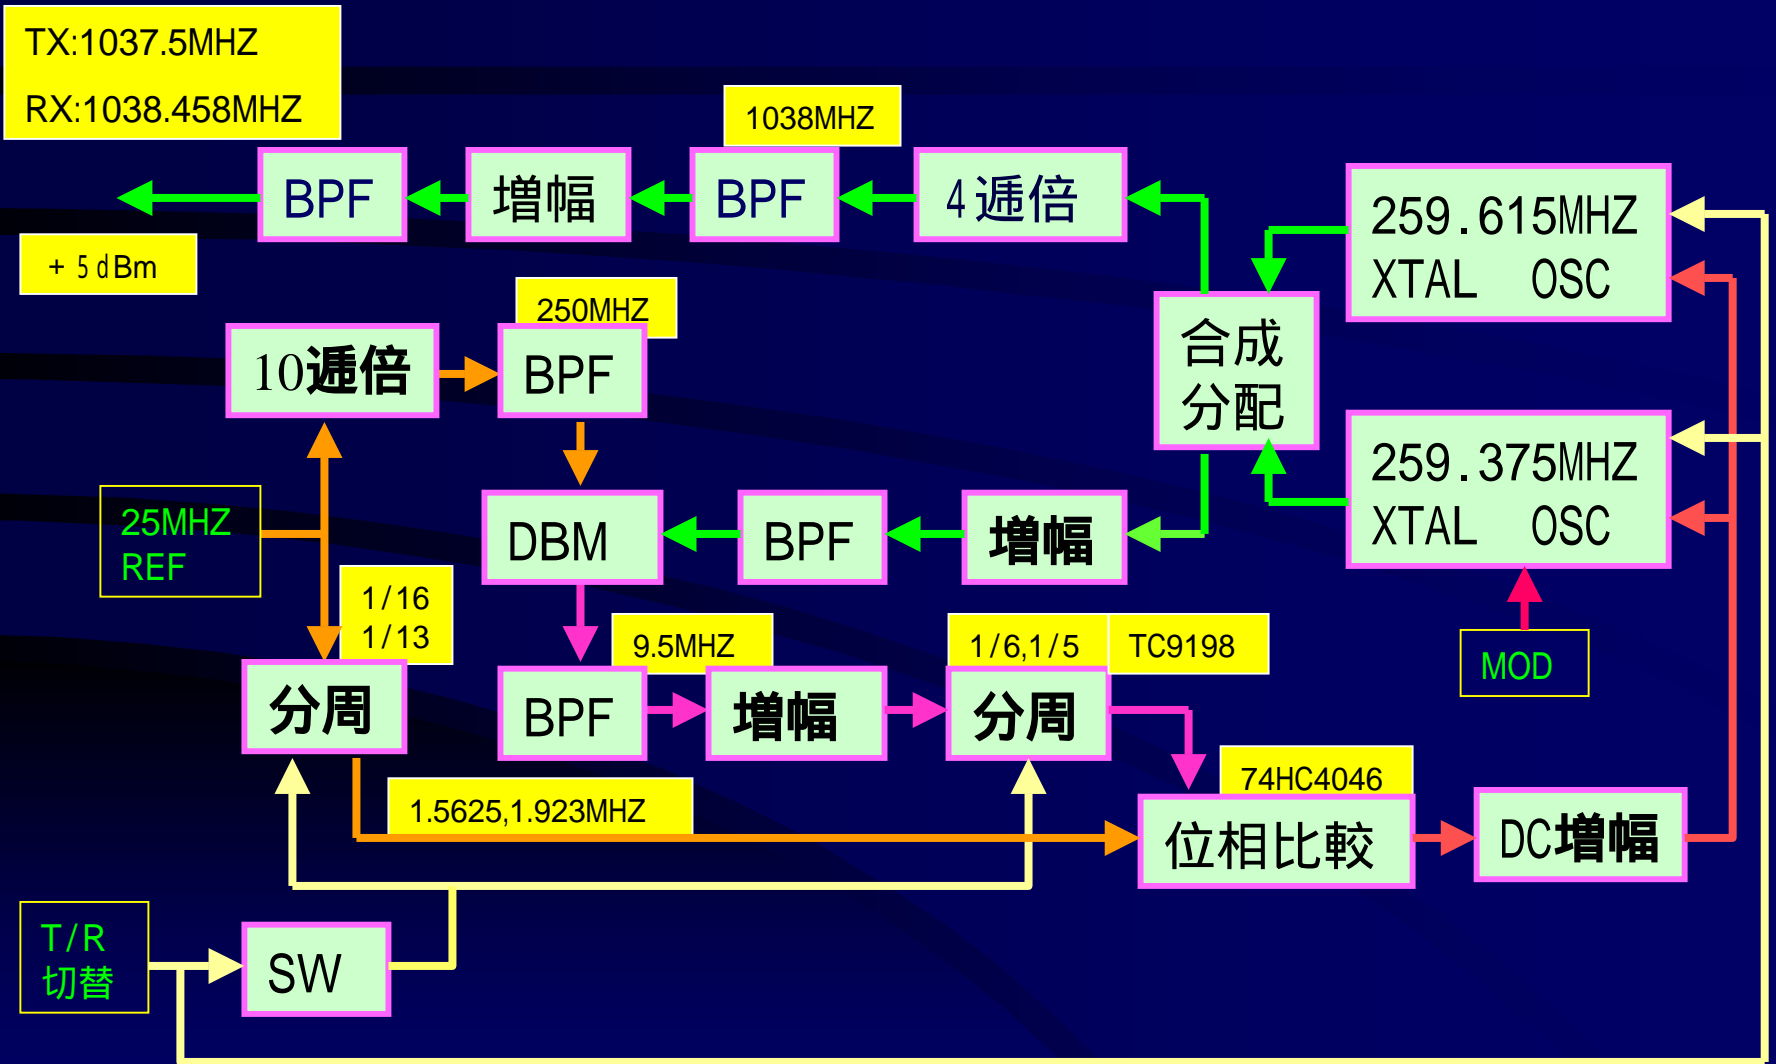 TX:1037.5MHZ
RX:1038.458MHZ
1038MHZ
BPF
増幅
BPF
4逓倍
259.615MHZ
XTAL OSC
+5dBm
250MHZ
10逓倍
BPF
合成
分配
259.375MHZ
XTAL OSC
25MHZ
REF
DBM
BPF
増幅
1/16
1/13
9.5MHZ
1/6,1/5
TC9198
MOD
分周
BPF
増幅
分周
1.5625,1.923MHZ
74HC4046
位相比較
DC増幅
T/R
切替
SW